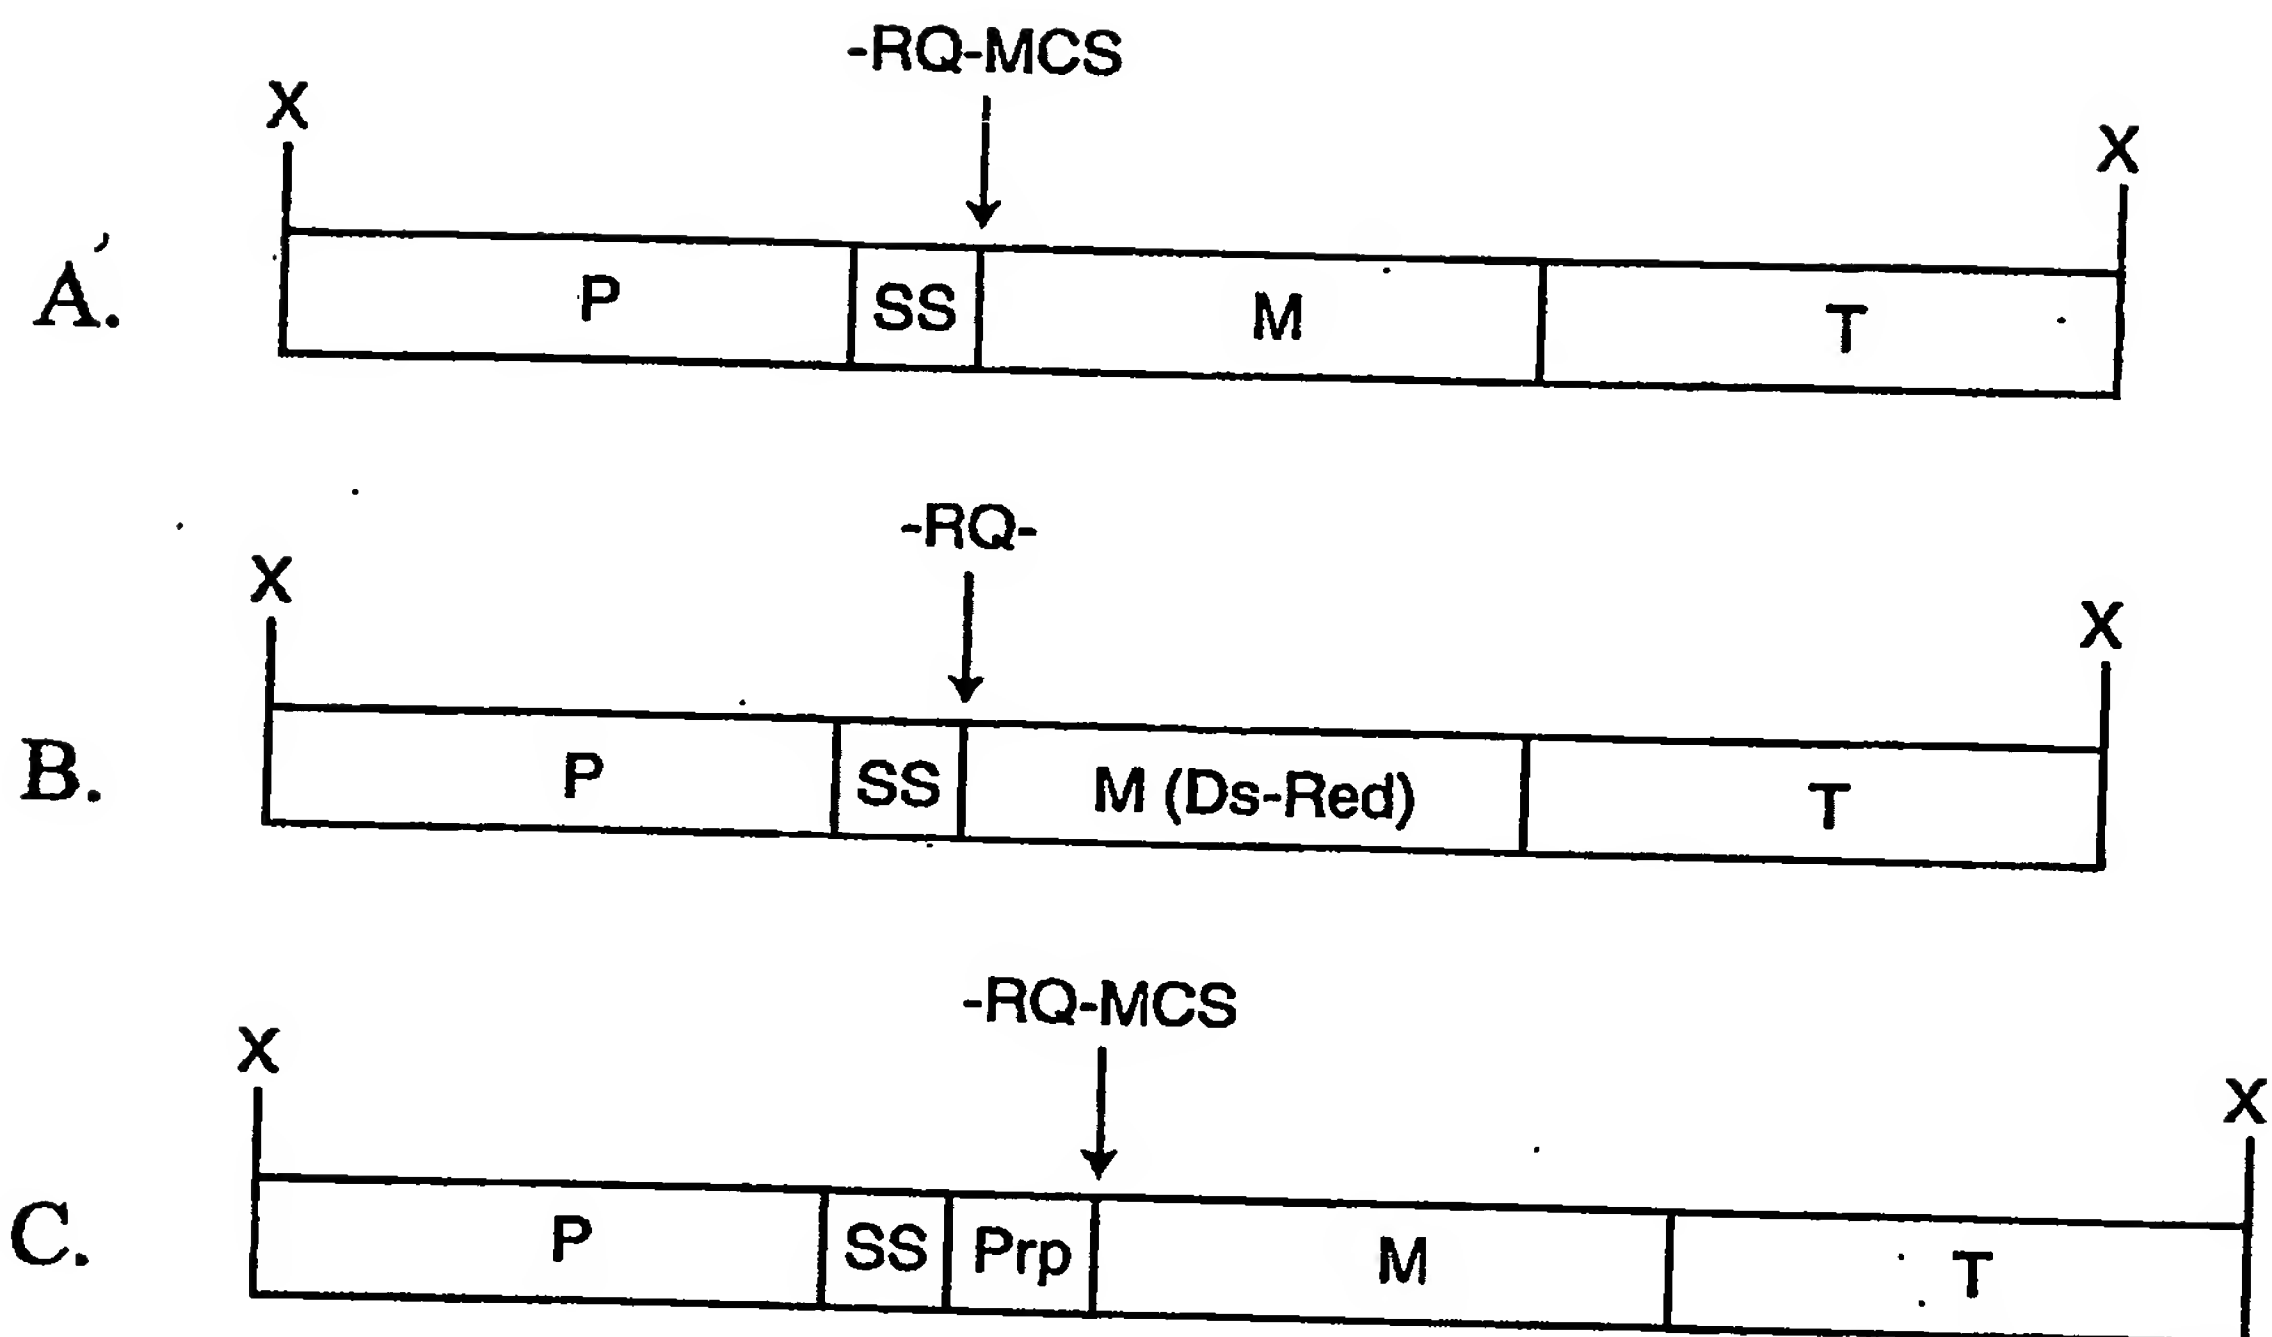 -RQ-MCS
X X
A. P SS M T
-RQ-
X X
B. P SS M (Ds-Red) T
-RQ-MCS
X X
C. P SS Prp M T